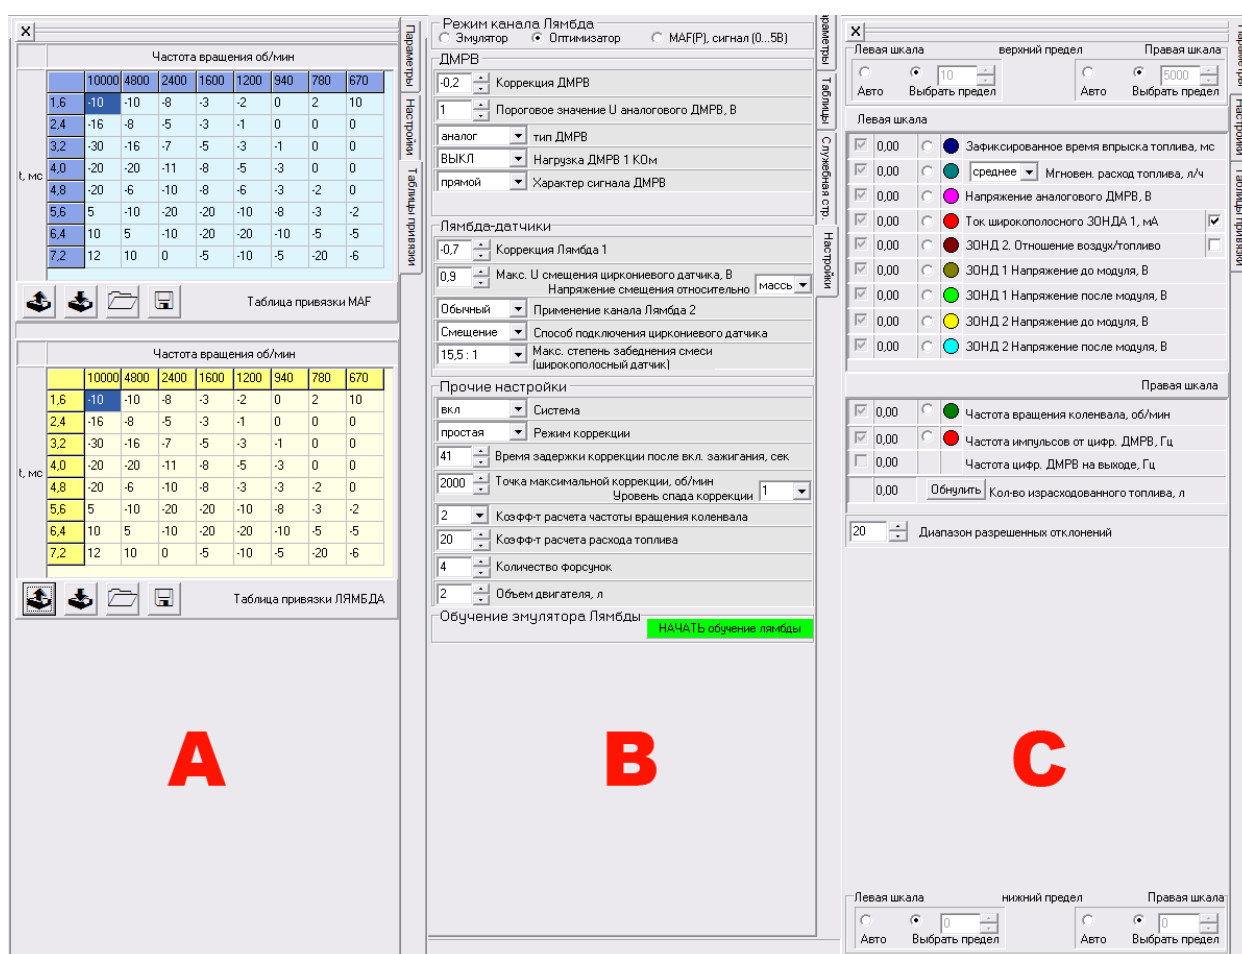 x
Частота вращения об/мин
10000 4800 2400 1600 1200 940 780 670
1,6 -10 -10 -8 -3 -2 0 2 10
2,4 -16 -8 -5 -3 -1 0 0 0
3,2 -30 -16 -7 -5 -3 -1 0 0
4,0 -20 -20 -11 -8 -5 -3 0 0
t, мс
4,8 -20 -6 -10 -8 -6 -3 -2 0
5,6 5 -10 -20 -20 -10 -8 -3 -2
6,4 10 5 -10 -20 -20 -10 -5 -5
7,2 12 10 0 -5 -10 -5 -20 -6
Таблица привязки MAF
Частота вращения об/мин
10000 4800 2400 1600 1200 940 780 670
1,6 -10 -10 -8 -3 -2 0 2 10
2,4 -16 -8 -5 -3 -1 0 0 0
3,2 -30 -16 -7 -5 -3 -1 0 0
4,0 -20 -20 -11 -8 -5 -3 0 0
t, мс
4,8 -20 -6 -10 -8 -3 -3 -2 0
5,6 5 -10 -20 -20 -10 -8 -3 -2
6,4 10 5 -10 -20 -20 -10 -5 -5
7,2 12 10 0 -5 -10 -5 -20 -6
Таблица привязки ЛЯМБДА
Параметры
Настройки
Таблицы привязки
A
Режим канала Лямбда
Эмулятор Оптимизатор MAF(P), сигнал (0...5В)
ДМРВ
-0,2 Коррекция ДМРВ
1 Пороговое значение U аналогового ДМРВ, В
аналог тип ДМРВ
ВЫКЛ Нагрузка ДМРВ 1 КОм
прямой Характер сигнала ДМРВ
Лямбда-датчики
-0,7 Коррекция Лямбда 1
0,9 Макс. U смещения циркониевого датчика, В
Напряжение смещения относительно массь
Обычный Применение канала Лямбда 2
Смещение Способ подключения циркониевого датчика
15,5 : 1 Макс. степень забеднения смеси
(широкополосный датчик)
Прочие настройки
вкл Система
простая Режим коррекции
41 Время задержки коррекции после вкл. зажигания, сек
2000 Точка максимальной коррекции, об/мин
Уровень спада коррекции 1
2 Коэфф-т расчета частоты вращения коленвала
20 Коэфф-т расчета расхода топлива
4 Количество форсунок
2 Объем двигателя, л
Обучение эмулятора Лямбды
НАЧАТЬ обучение лямбды
раметры
Таблицы
Служебная стр.
Настройки
B
x
Левая шкала верхний предел Правая шкала
10 5000
Авто Выбрать предел Авто Выбрать предел
Левая шкала
0,00 Зафиксированное время впрыска топлива, мс
0,00 среднее Мгновен. расход топлива, л/ч
0,00 Напряжение аналогового ДМРВ, В
0,00 Ток широкополосного ЗОНДА 1, мА
0,00 ЗОНД 2. Отношение воздух/топливо
0,00 ЗОНД 1 Напряжение до модуля, В
0,00 ЗОНД 1 Напряжение после модуля, В
0,00 ЗОНД 2 Напряжение до модуля, В
0,00 ЗОНД 2 Напряжение после модуля, В
Правая шкала
0,00 Частота вращения коленвала, об/мин
0,00 Частота импульсов от цифр. ДМРВ, Гц
0,00 Частота цифр. ДМРВ на выходе, Гц
0,00 Обнулить Кол-во израсходованного топлива, л
20 Диапазон разрешенных отклонений
C
Левая шкала нижний предел Правая шкала
0 0
Авто Выбрать предел Авто Выбрать предел